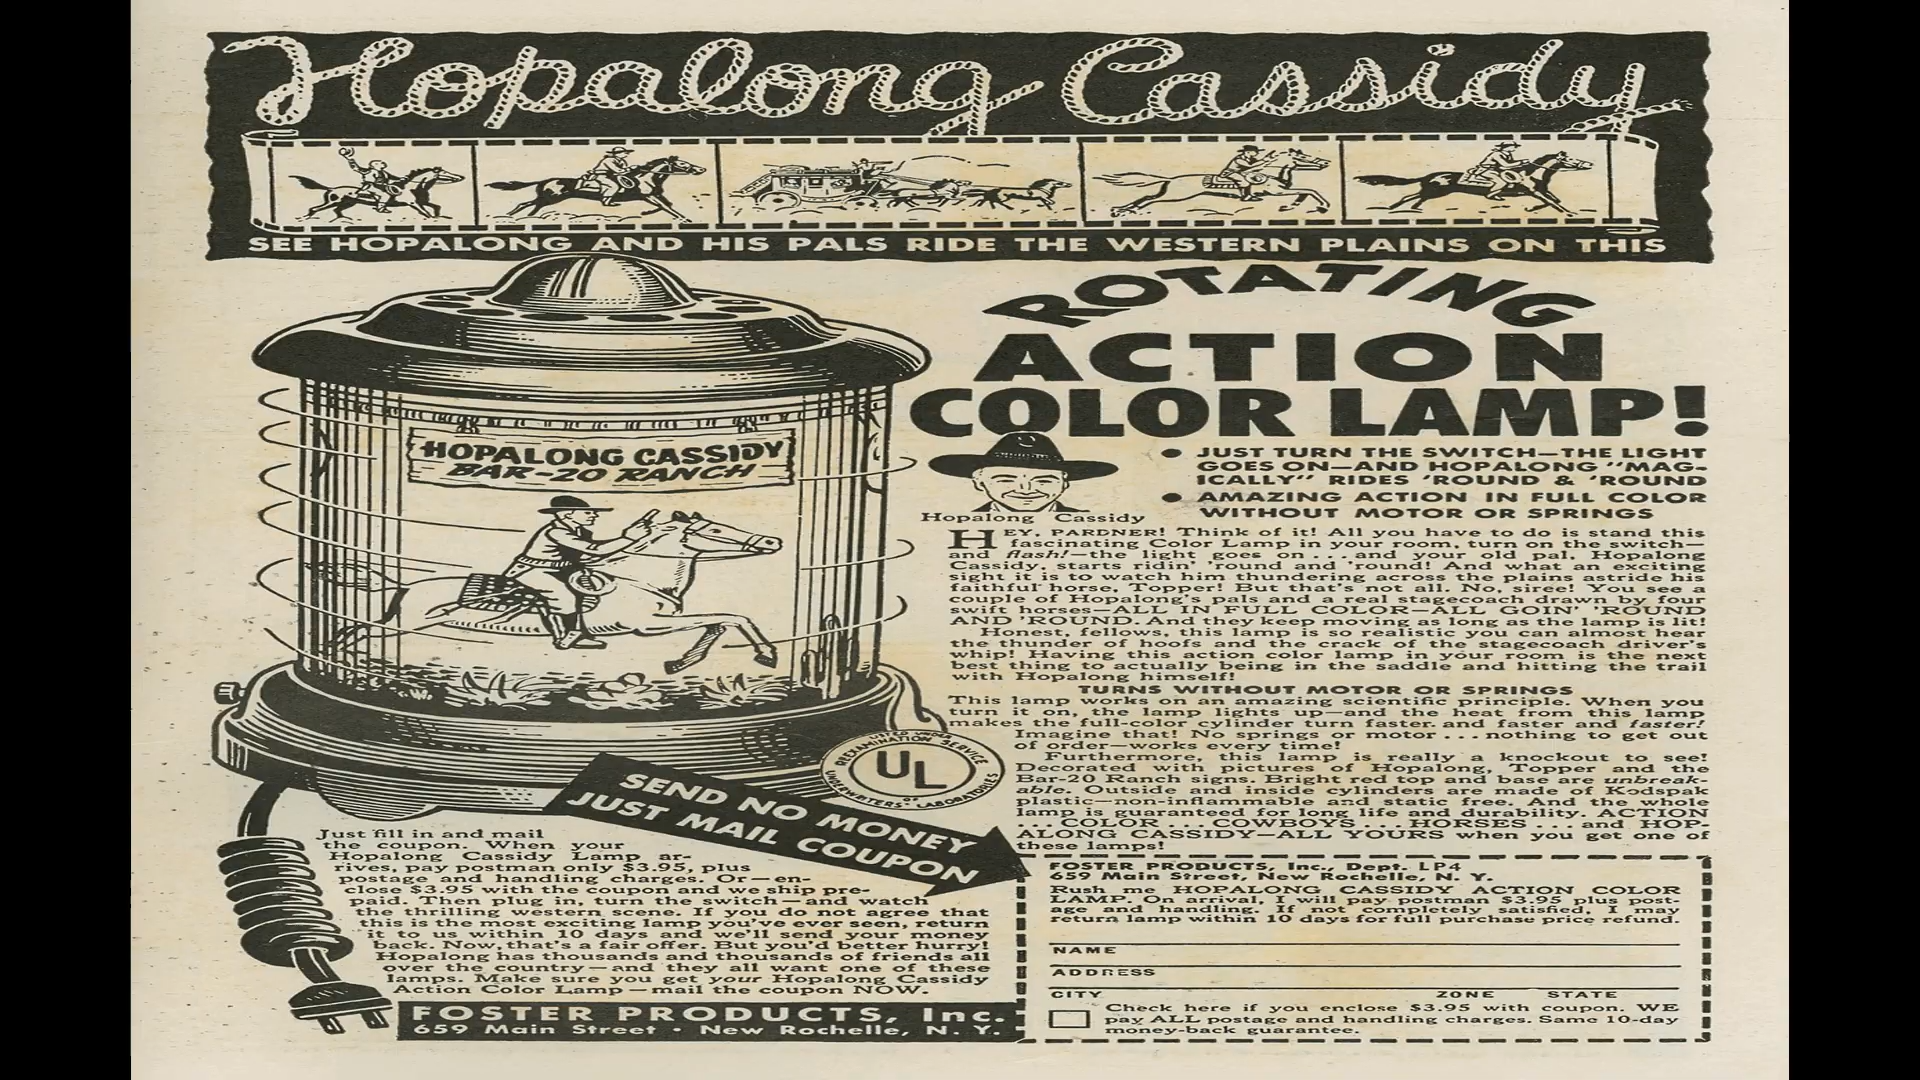 Hopalong Cassidy
SEE HOPALONG AND HIS PALS RIDE THE WESTERN PLAINS ON THIS
ROTATING
ACTION
COLOR LAMP!
HOPALONG CASSIDY
BAR-20 RANCH
Hopalong Cassidy
● JUST TURN THE SWITCH—THE LIGHT
GOES ON—AND HOPALONG "MAG-
ICALLY" RIDES 'ROUND & 'ROUND
● AMAZING ACTION IN FULL COLOR
WITHOUT MOTOR OR SPRINGS
HEY, PARDNER! Think of it! All you have to do is stand this
fascinating Color Lamp in your room, turn on the switch—
and flash!—the light goes on ... and your old pal, Hopalong
Cassidy, starts ridin' 'round and 'round! And what an exciting
sight it is to watch him thundering across the plains astride his
faithful horse, Topper! But that's not all. No, siree! You see a
couple of Hopalong's pals and a real stagecoach drawn by four
swift horses—ALL IN FULL COLOR—ALL GOIN' 'ROUND
AND 'ROUND. And they keep moving as long as the lamp is lit!
Honest, fellows, this lamp is so realistic you can almost hear
the thunder of hoofs and the crack of the stagecoach driver's
whip! Having this action color lamp in your room is the next
best thing to actually being in the saddle and hitting the trail
with Hopalong himself!
TURNS WITHOUT MOTOR OR SPRINGS
This lamp works on an amazing scientific principle. When you
turn it on, the lamp lights up—and the heat from this lamp
makes the full-color cylinder turn faster and faster and faster!
Imagine that! No springs or motor ... nothing to get out
of order—works every time!
Furthermore, this lamp is really a knockout to see!
Decorated with pictures of Hopalong, Topper and the
Bar-20 Ranch signs. Bright red top and base are unbreak-
able. Outside and inside cylinders are made of Kodspak
plastic—non-inflammable and static free. And the whole
lamp is guaranteed for long life and durability. ACTION
... COLOR ... COWBOYS ... HORSES ... and HOP-
ALONG CASSIDY—ALL YOURS when you get one of
these lamps!
LISTED UNDER
REEXAMINATION SERVICE
UL
UNDERWRITERS' LABORATORIES
OF
SEND NO MONEY
JUST MAIL COUPON
Just fill in and mail
the coupon. When your
Hopalong Cassidy Lamp ar-
rives, pay postman only $3.95, plus
postage and handling charges. Or—en-
close $3.95 with the coupon and we ship pre-
paid. Then plug in, turn the switch—and watch
the thrilling western scene. If you do not agree that
this is the most exciting lamp you've ever seen, return
it to us within 10 days and we'll send your money
back. Now, that's a fair offer. But you'd better hurry!
Hopalong has thousands and thousands of friends all
over the country—and they all want one of these
lamps. Make sure you get your Hopalong Cassidy
Action Color Lamp—mail the coupon NOW.
FOSTER PRODUCTS, Inc.
659 Main Street • New Rochelle, N. Y.
FOSTER PRODUCTS, Inc., Dept. LP4
659 Main Street, New Rochelle, N. Y.
Rush me HOPALONG CASSIDY ACTION COLOR
LAMP. On arrival, I will pay postman $3.95 plus post-
age and handling. If not completely satisfied, I may
return lamp within 10 days for full purchase price refund.
NAME
ADDRESS
CITY ZONE STATE
Check here if you enclose $3.95 with coupon. WE
pay ALL postage and handling charges. Same 10-day
money-back guarantee.